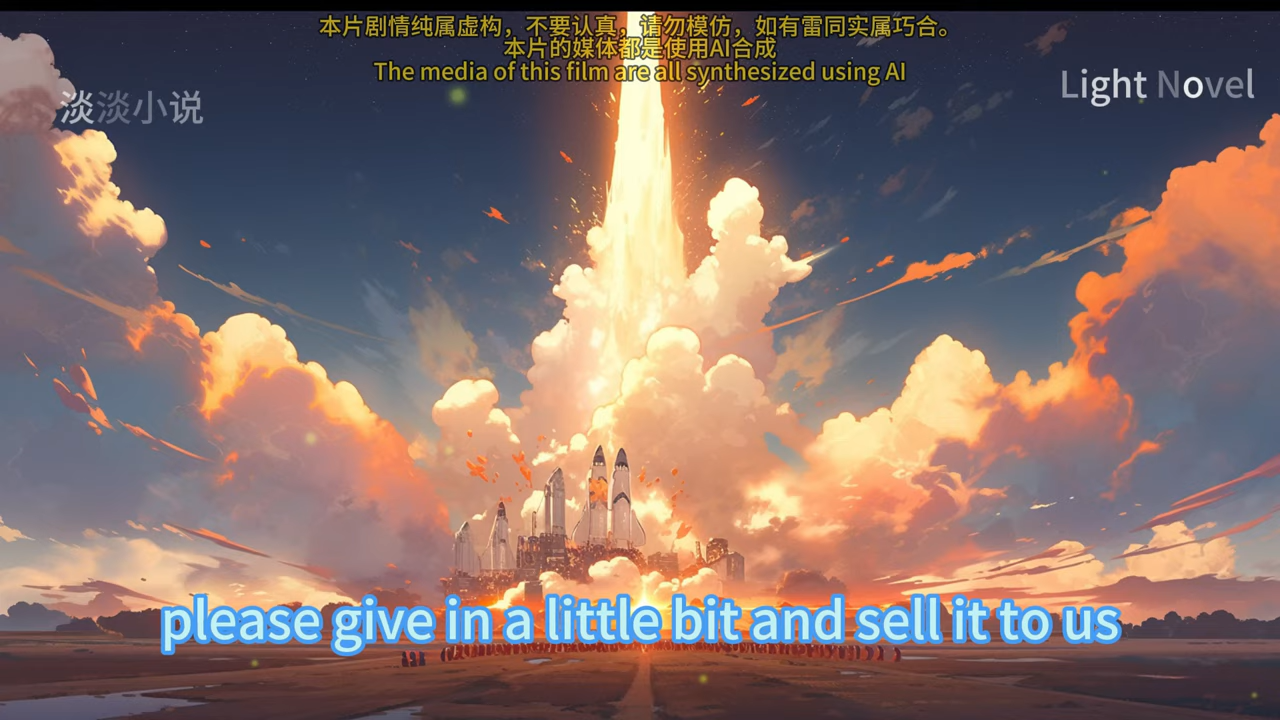 本片剧情纯属虚构，不要认真，请勿模仿，如有雷同实属巧合。
本片的媒体都是使用AI合成
The media of this film are all synthesized using AI
Light Novel
淡淡小说
please give in a little bit and sell it to us